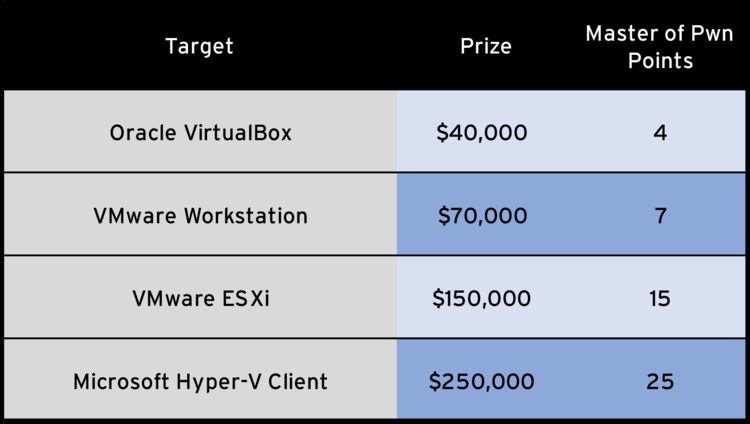 Target Prize Master of Pwn
Points
Oracle VirtualBox $40,000 4
VMware Workstation $70,000 7
VMware ESXi $150,000 15
Microsoft Hyper-V Client $250,000 25